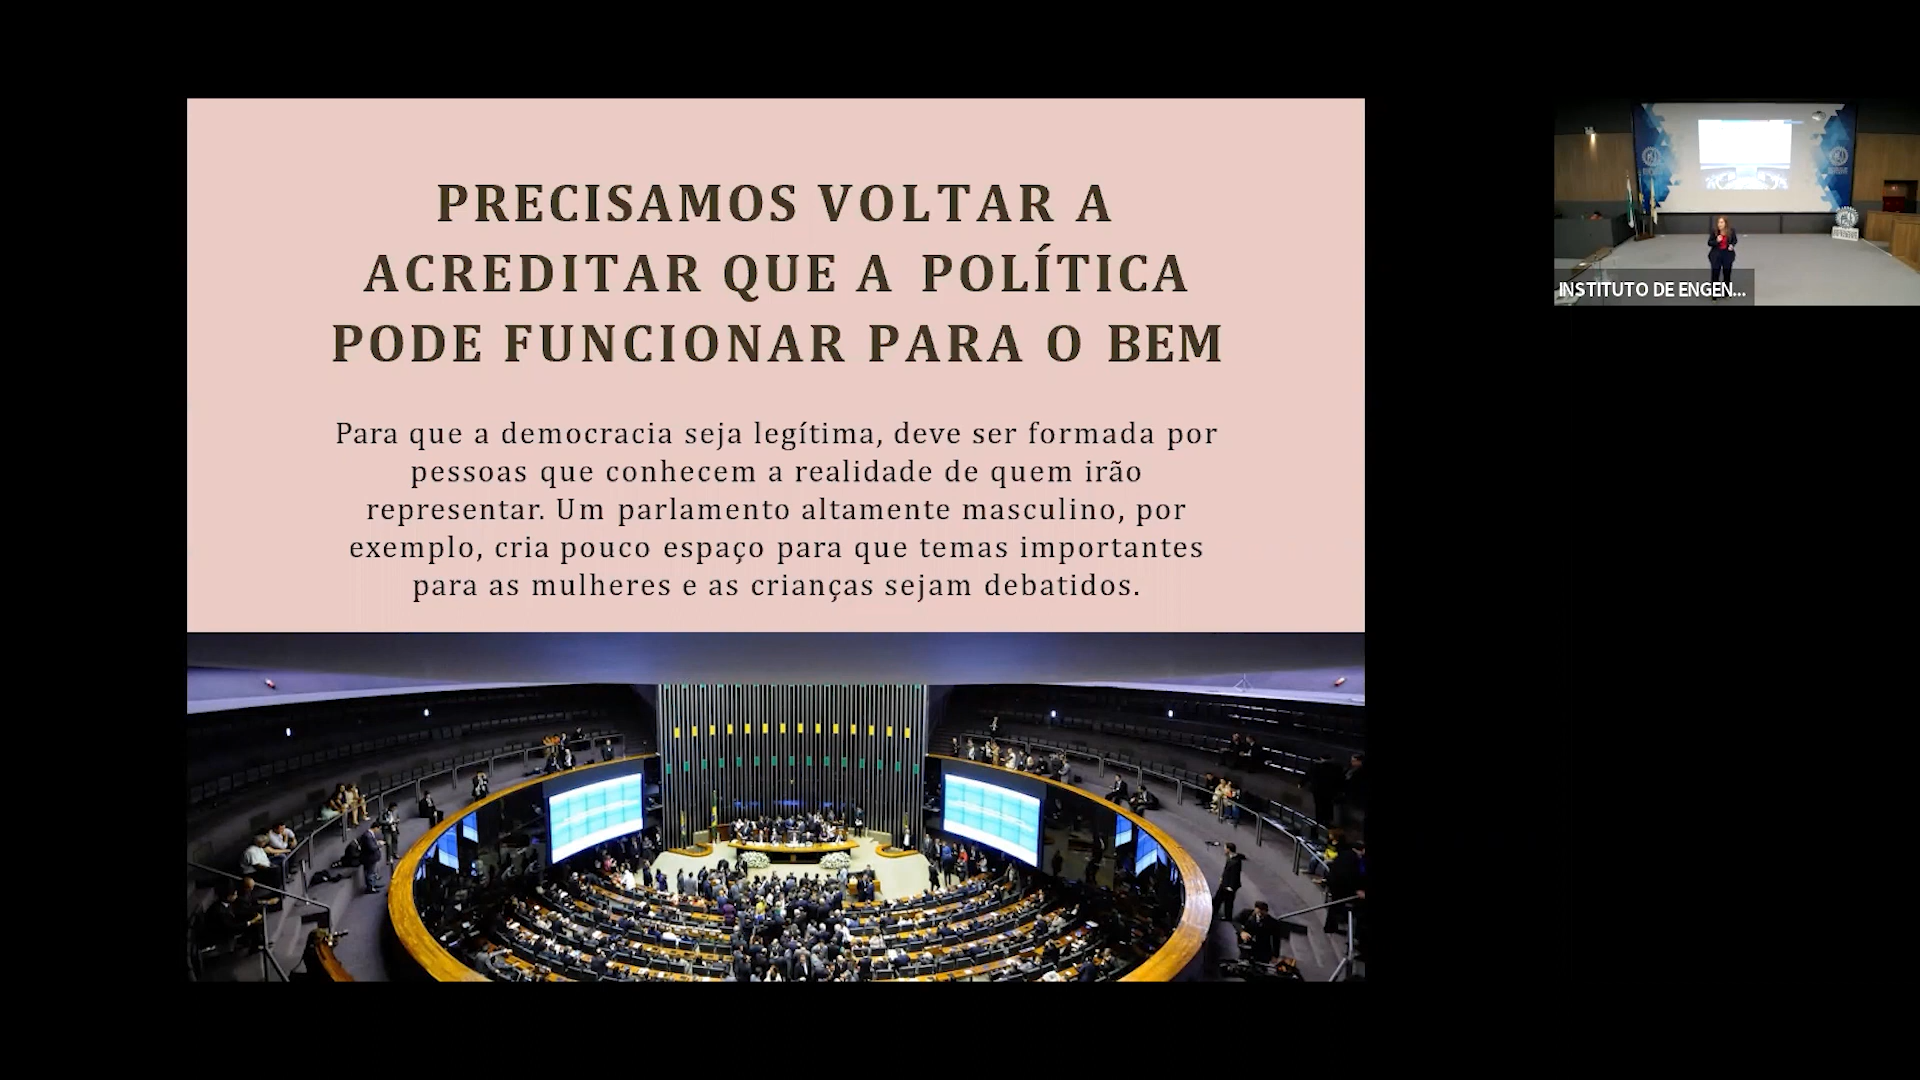 PRECISAMOS VOLTAR A
ACREDITAR QUE A POLÍTICA
PODE FUNCIONAR PARA O BEM
Para que a democracia seja legítima, deve ser formada por
pessoas que conhecem a realidade de quem irão
representar. Um parlamento altamente masculino, por
exemplo, cria pouco espaço para que temas importantes
para as mulheres e as crianças sejam debatidos.
INSTITUTO DE ENGEN...